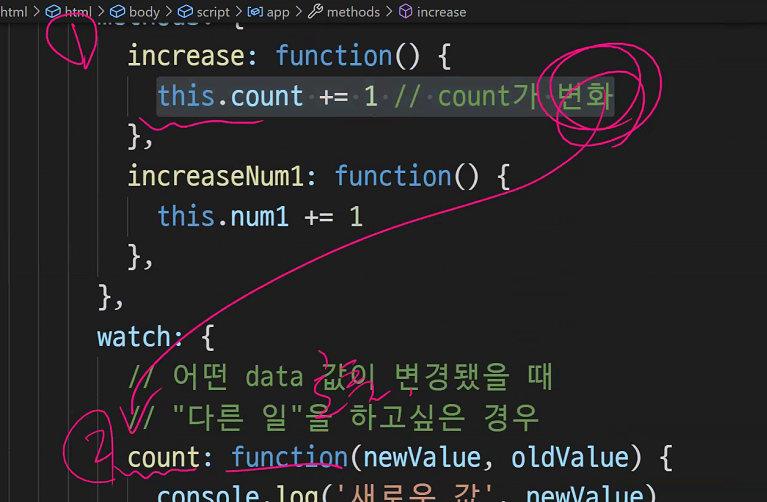 html > html > body > script > app > methods > increase
methods: {
increase: function() {
this.count += 1 // count가 변화
},
increaseNum1: function() {
this.num1 += 1
},
},
watch: {
// 어떤 data 값이 변경됐을 때
// "다른 일"을 하고싶은 경우
count: function(newValue, oldValue) {
console.log('새로운 값', newValue)
1
2